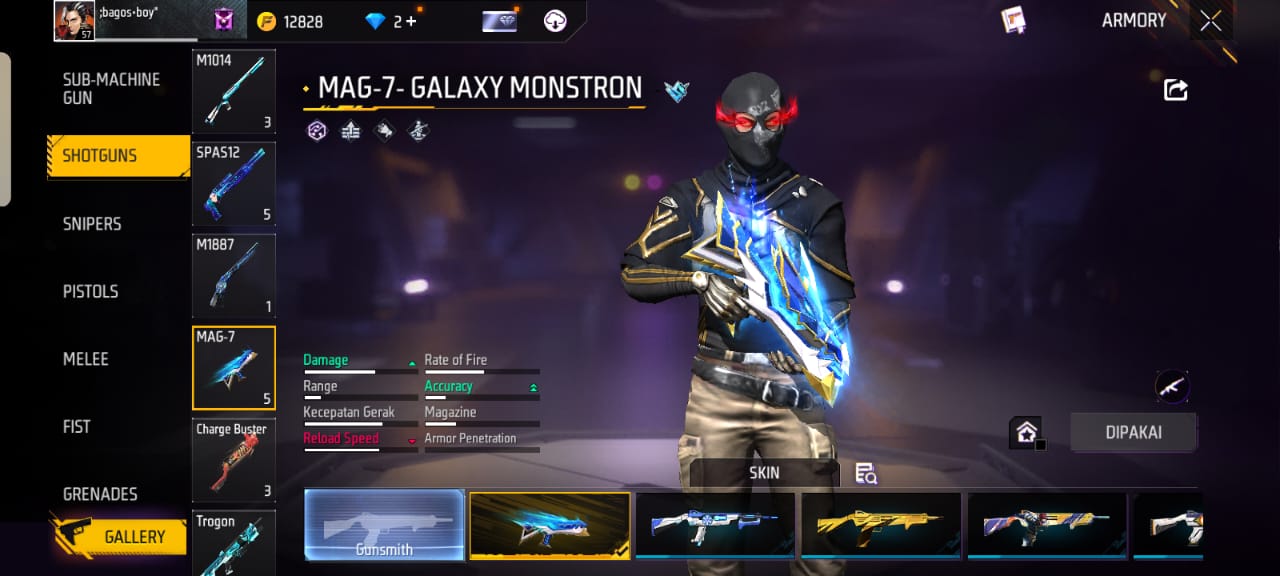 ;bagos•boy"
57
12828
2+
ARMORY
SUB-MACHINE
GUN
SHOTGUNS
SNIPERS
PISTOLS
MELEE
FIST
GRENADES
GALLERY
M1014
3
SPAS12
5
M1887
1
MAG-7
5
Charge Buster
3
Trogon
MAG-7- GALAXY MONSTRON
Damage
Rate of Fire
Range
Accuracy
Kecepatan Gerak
Magazine
Reload Speed
Armor Penetration
DIPAKAI
SKIN
Gunsmith